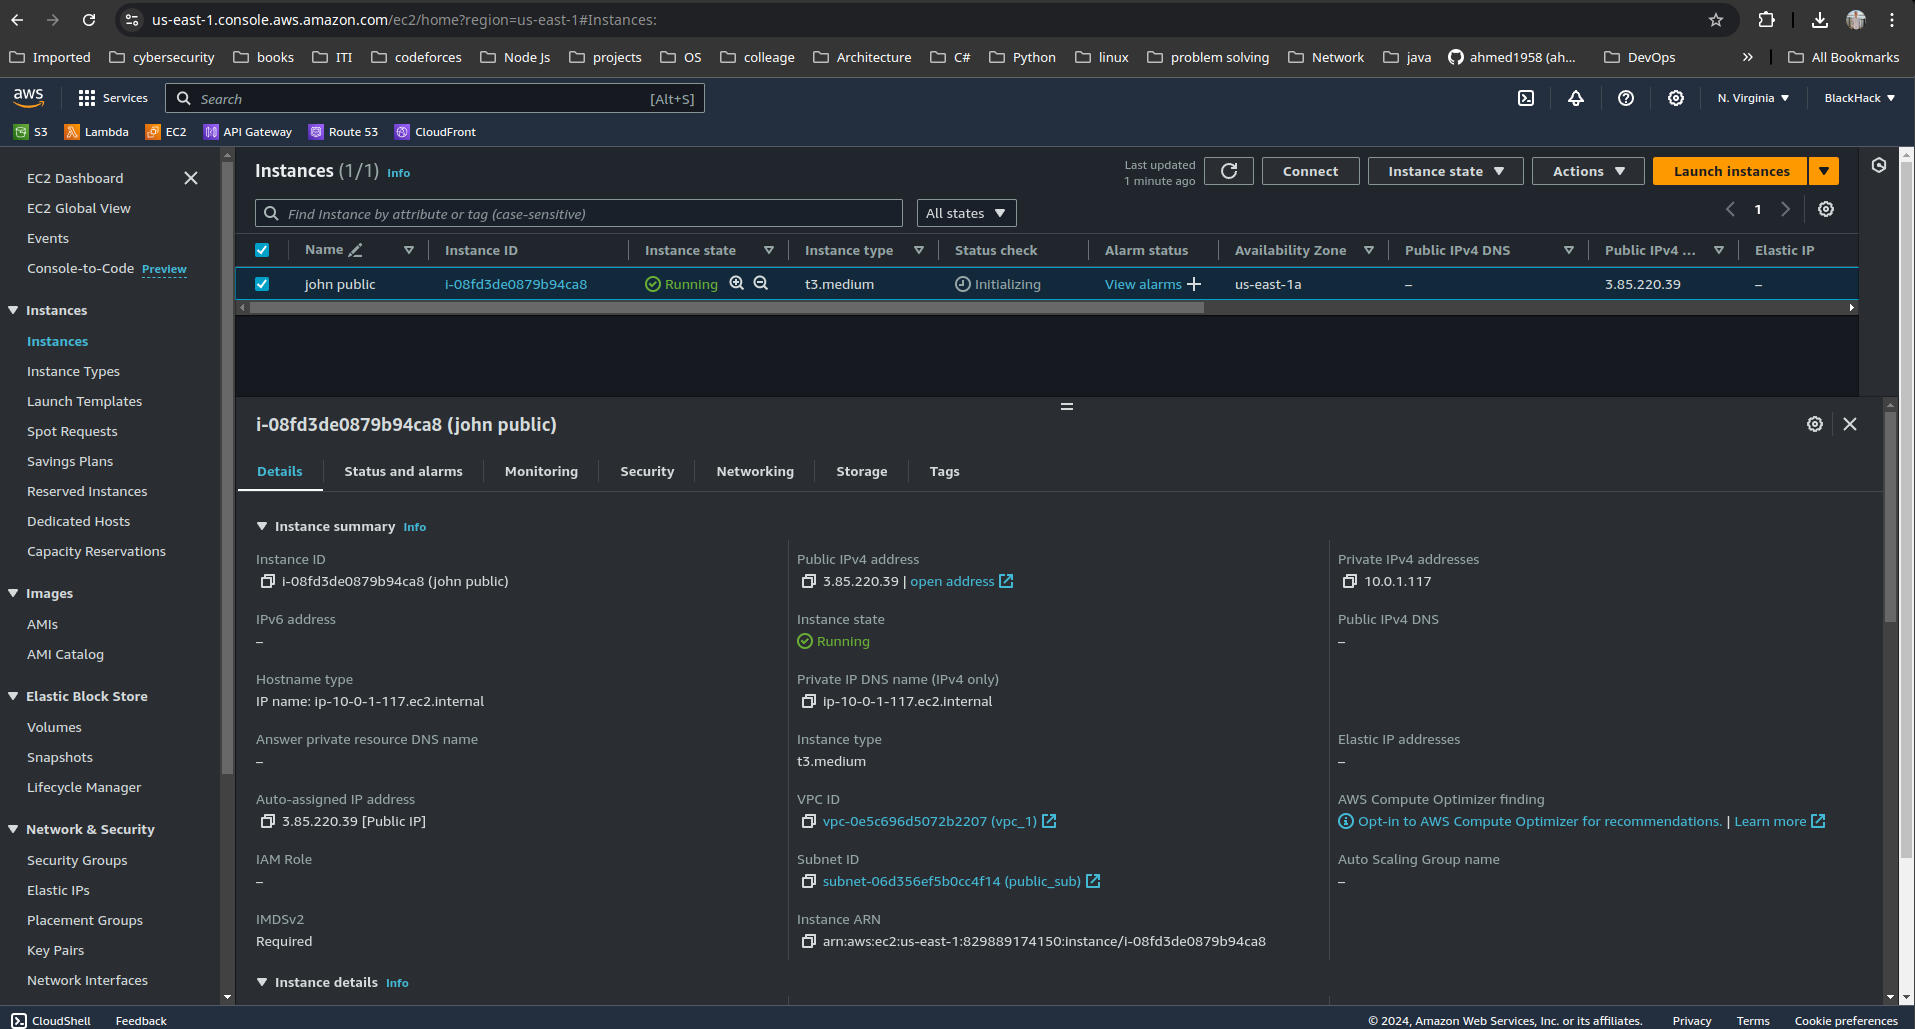 us-east-1.console.aws.amazon.com/ec2/home?region=us-east-1#Instances:
Imported cybersecurity books ITI codeforces Node Js projects OS colleage Architecture C# Python linux problem solving Network java ahmed1958 (ah... DevOps » All Bookmarks
aws Services Search [Alt+S] N. Virginia BlackHack
S3 Lambda EC2 API Gateway Route 53 CloudFront
EC2 Dashboard
EC2 Global View
Events
Console-to-Code Preview
Instances
Instances
Instance Types
Launch Templates
Spot Requests
Savings Plans
Reserved Instances
Dedicated Hosts
Capacity Reservations
Images
AMIs
AMI Catalog
Elastic Block Store
Volumes
Snapshots
Lifecycle Manager
Network & Security
Security Groups
Elastic IPs
Placement Groups
Key Pairs
Network Interfaces
Instances (1/1) Info
Last updated
1 minute ago
Connect Instance state Actions Launch instances
Find Instance by attribute or tag (case-sensitive) All states 1
Name Instance ID Instance state Instance type Status check Alarm status Availability Zone Public IPv4 DNS Public IPv4 ... Elastic IP
john public i-08fd3de0879b94ca8 Running t3.medium Initializing View alarms + us-east-1a – 3.85.220.39 –
i-08fd3de0879b94ca8 (john public)
Details Status and alarms Monitoring Security Networking Storage Tags
Instance summary Info
Instance ID
i-08fd3de0879b94ca8 (john public)
Public IPv4 address
3.85.220.39 | open address
Private IPv4 addresses
10.0.1.117
IPv6 address
–
Instance state
Running
Public IPv4 DNS
–
Hostname type
IP name: ip-10-0-1-117.ec2.internal
Private IP DNS name (IPv4 only)
ip-10-0-1-117.ec2.internal
Answer private resource DNS name
–
Instance type
t3.medium
Elastic IP addresses
–
Auto-assigned IP address
3.85.220.39 [Public IP]
VPC ID
vpc-0e5c696d5072b2207 (vpc_1)
AWS Compute Optimizer finding
Opt-in to AWS Compute Optimizer for recommendations. | Learn more
IAM Role
–
Subnet ID
subnet-06d356ef5b0cc4f14 (public_sub)
Auto Scaling Group name
–
IMDSv2
Required
Instance ARN
arn:aws:ec2:us-east-1:829889174150:instance/i-08fd3de0879b94ca8
Instance details Info
CloudShell Feedback © 2024, Amazon Web Services, Inc. or its affiliates. Privacy Terms Cookie preferences